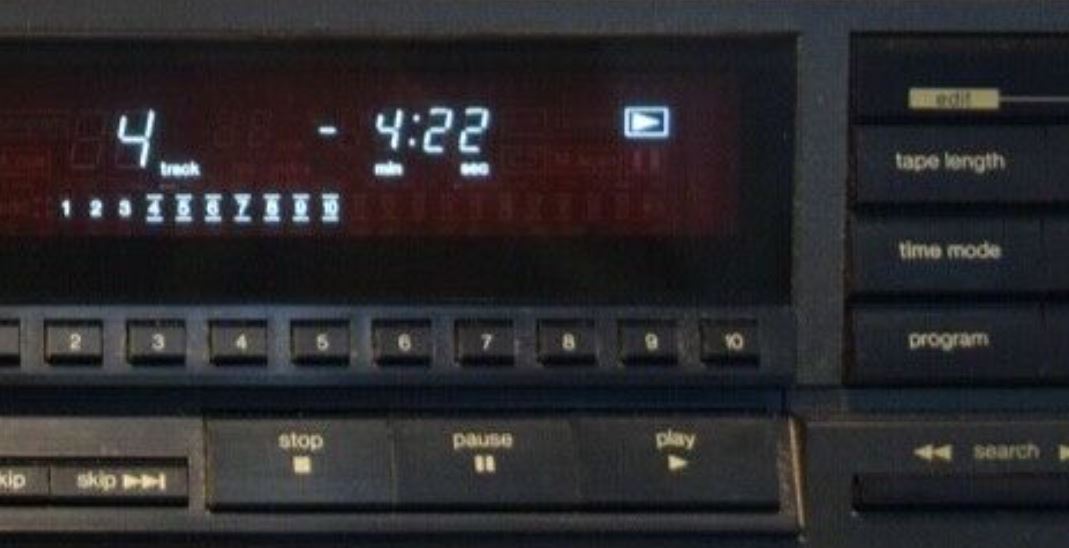 4 track - 4:22 min sec
1 2 3 4 5 6 7 8 9 10
edit
tape length
time mode
program
2 3 4 5 6 7 8 9 10
stop pause play
kip skip
search